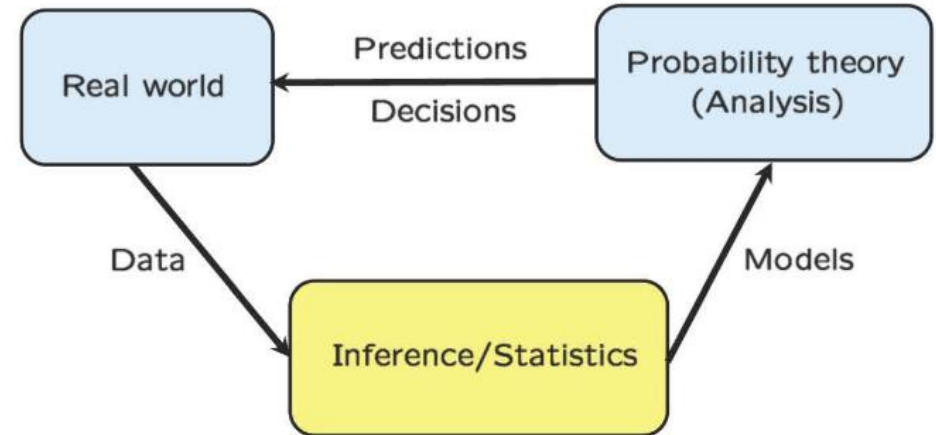 Real world
Predictions
Decisions
Probability theory
(Analysis)
Data
Models
Inference/Statistics